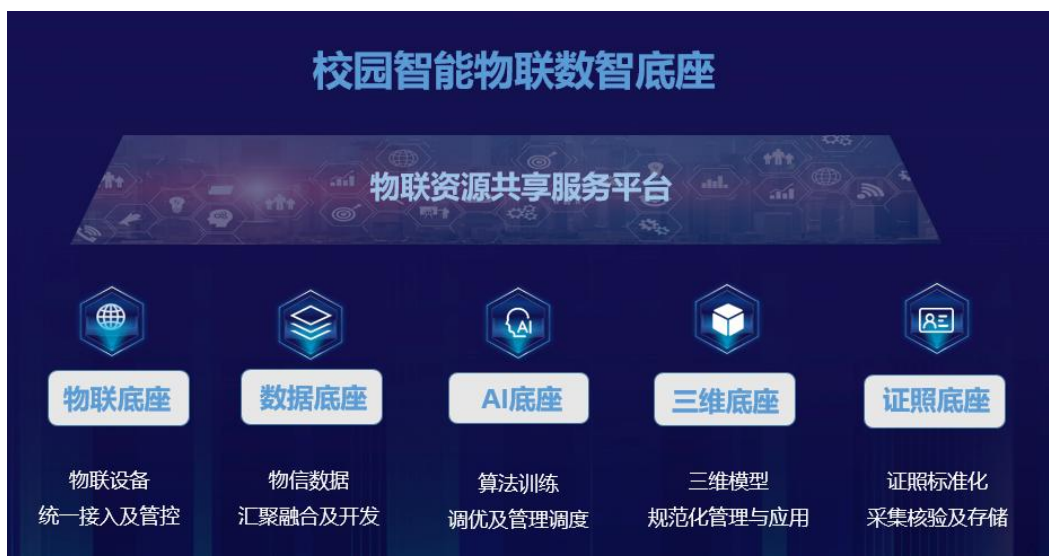 校园智能物联数智底座
物联资源共享服务平台
AI
物联底座
数据底座
AI底座
三维底座
证照底座
物联设备
统一接入及管控
物信数据
汇聚融合及开发
算法训练
调优及管理调度
三维模型
规范化管理与应用
证照标准化
采集核验及存储